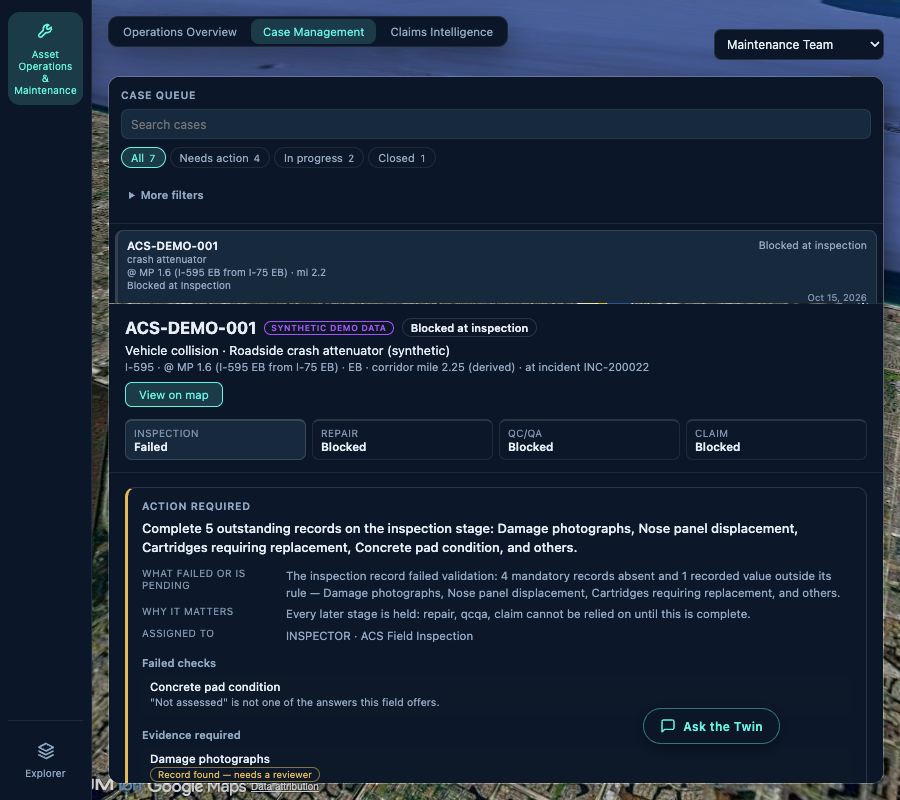 Asset
Operations
&
Maintenance
Operations Overview
Case Management
Claims Intelligence
Maintenance Team
CASE QUEUE
Search cases
All 7
Needs action 4
In progress 2
Closed 1
More filters
ACS-DEMO-001
Blocked at inspection
crash attenuator
@ MP 1.6 (I-595 EB from I-75 EB) · mi 2.2
Blocked at Inspection
Oct 15, 2026
ACS-DEMO-001
SYNTHETIC DEMO DATA
Blocked at inspection
Vehicle collision · Roadside crash attenuator (synthetic)
I-595 · @ MP 1.6 (I-595 EB from I-75 EB) · EB · corridor mile 2.25 (derived) · at incident INC-200022
View on map
INSPECTION
Failed
REPAIR
Blocked
QC/QA
Blocked
CLAIM
Blocked
ACTION REQUIRED
Complete 5 outstanding records on the inspection stage: Damage photographs, Nose panel displacement,
Cartridges requiring replacement, Concrete pad condition, and others.
WHAT FAILED OR IS
PENDING
The inspection record failed validation: 4 mandatory records absent and 1 recorded value outside its
rule — Damage photographs, Nose panel displacement, Cartridges requiring replacement, and others.
WHY IT MATTERS
Every later stage is held: repair, qcqa, claim cannot be relied on until this is complete.
ASSIGNED TO
INSPECTOR · ACS Field Inspection
Failed checks
Concrete pad condition
"Not assessed" is not one of the answers this field offers.
Ask the Twin
Evidence required
Damage photographs
Record found — needs a reviewer
Explorer
Google Maps
Data attribution